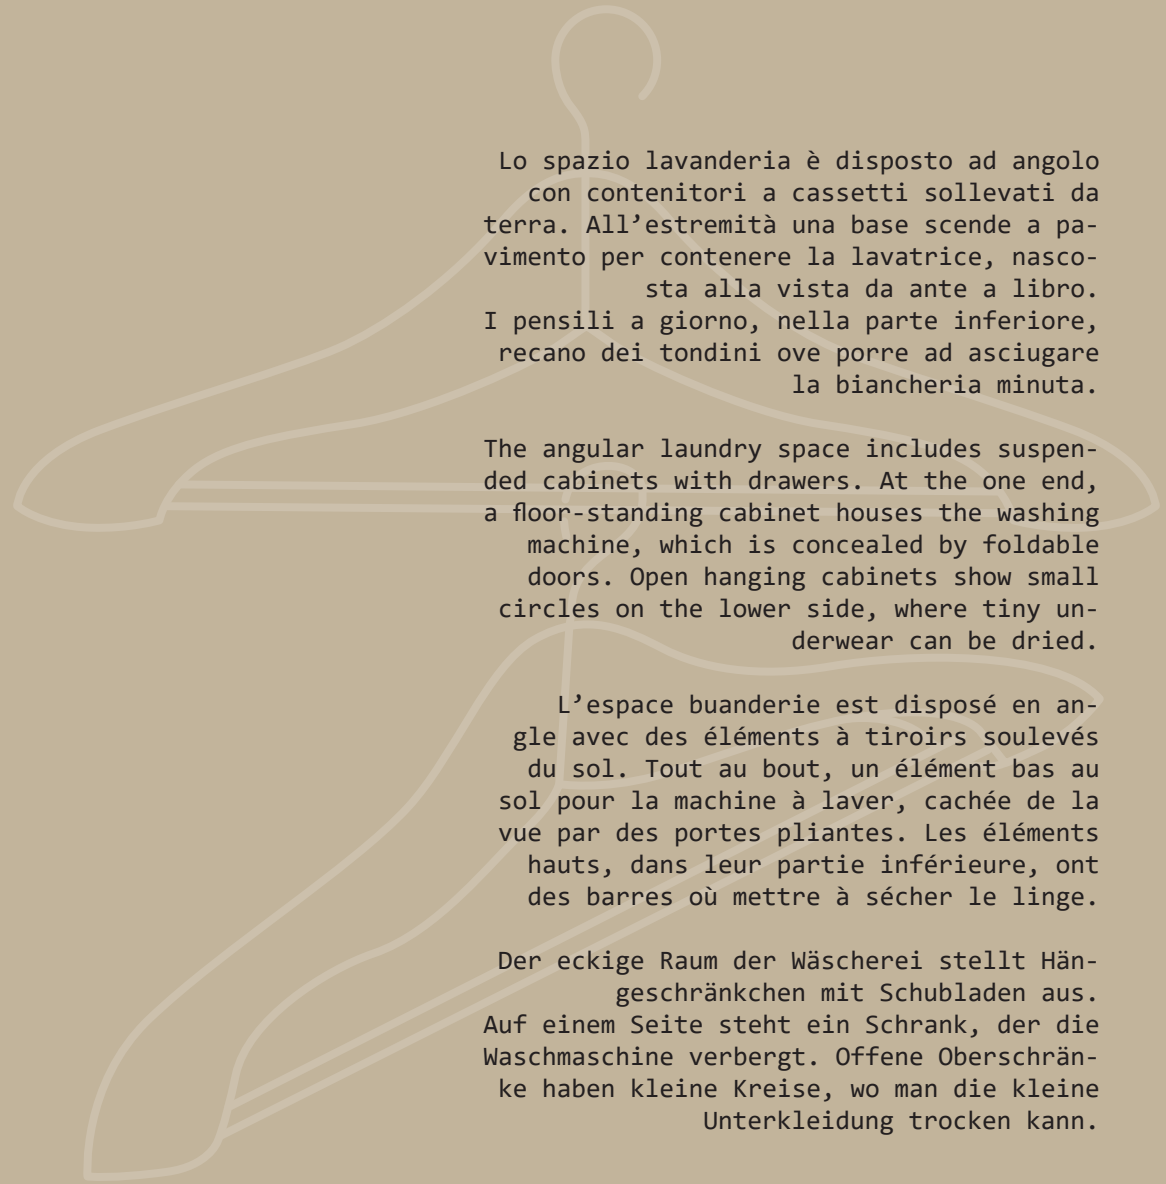 Lo spazio lavanderia è disposto ad angolo
con contenitori a cassetti sollevati da
terra. All’estremità una base scende a pa-
vimento per contenere la lavatrice, nasco-
sta alla vista da ante a libro.
I pensili a giorno, nella parte inferiore,
recano dei tondini ove porre ad asciugare
la biancheria minuta.

The angular laundry space includes suspen-
ded cabinets with drawers. At the one end,
a floor-standing cabinet houses the washing
machine, which is concealed by foldable
doors. Open hanging cabinets show small
circles on the lower side, where tiny un-
derwear can be dried.

L’espace buanderie est disposé en an-
gle avec des éléments à tiroirs soulevés
du sol. Tout au bout, un élément bas au
sol pour la machine à laver, cachée de la
vue par des portes pliantes. Les éléments
hauts, dans leur partie inférieure, ont
des barres où mettre à sécher le linge.

Der eckige Raum der Wäscherei stellt Hän-
geschränkchen mit Schubladen aus.
Auf einem Seite steht ein Schrank, der die
Waschmaschine verbergt. Offene Oberschrän-
ke haben kleine Kreise, wo man die kleine
Unterkleidung trocken kann.